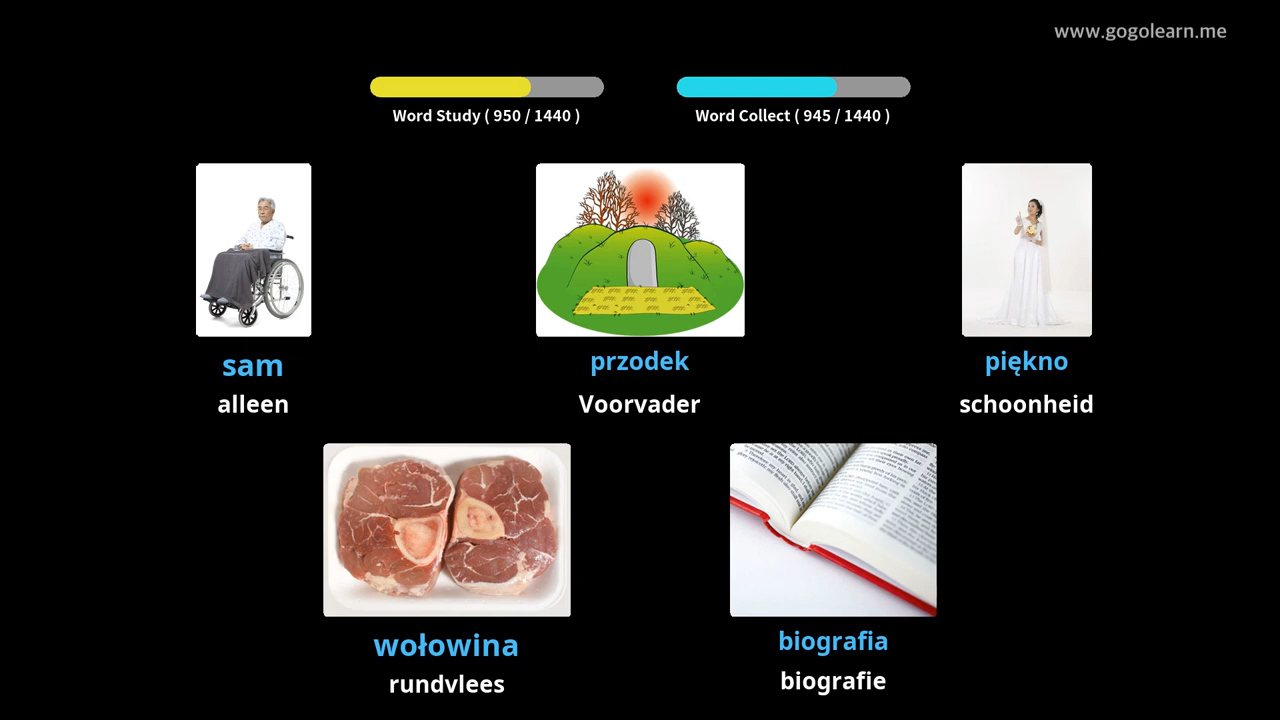 www.gogolearn.me
Word Study ( 950 / 1440 )
Word Collect ( 945 / 1440 )
sam
alleen
przodek
Voorvader
piękno
schoonheid
wołowina
rundvlees
biografia
biografie